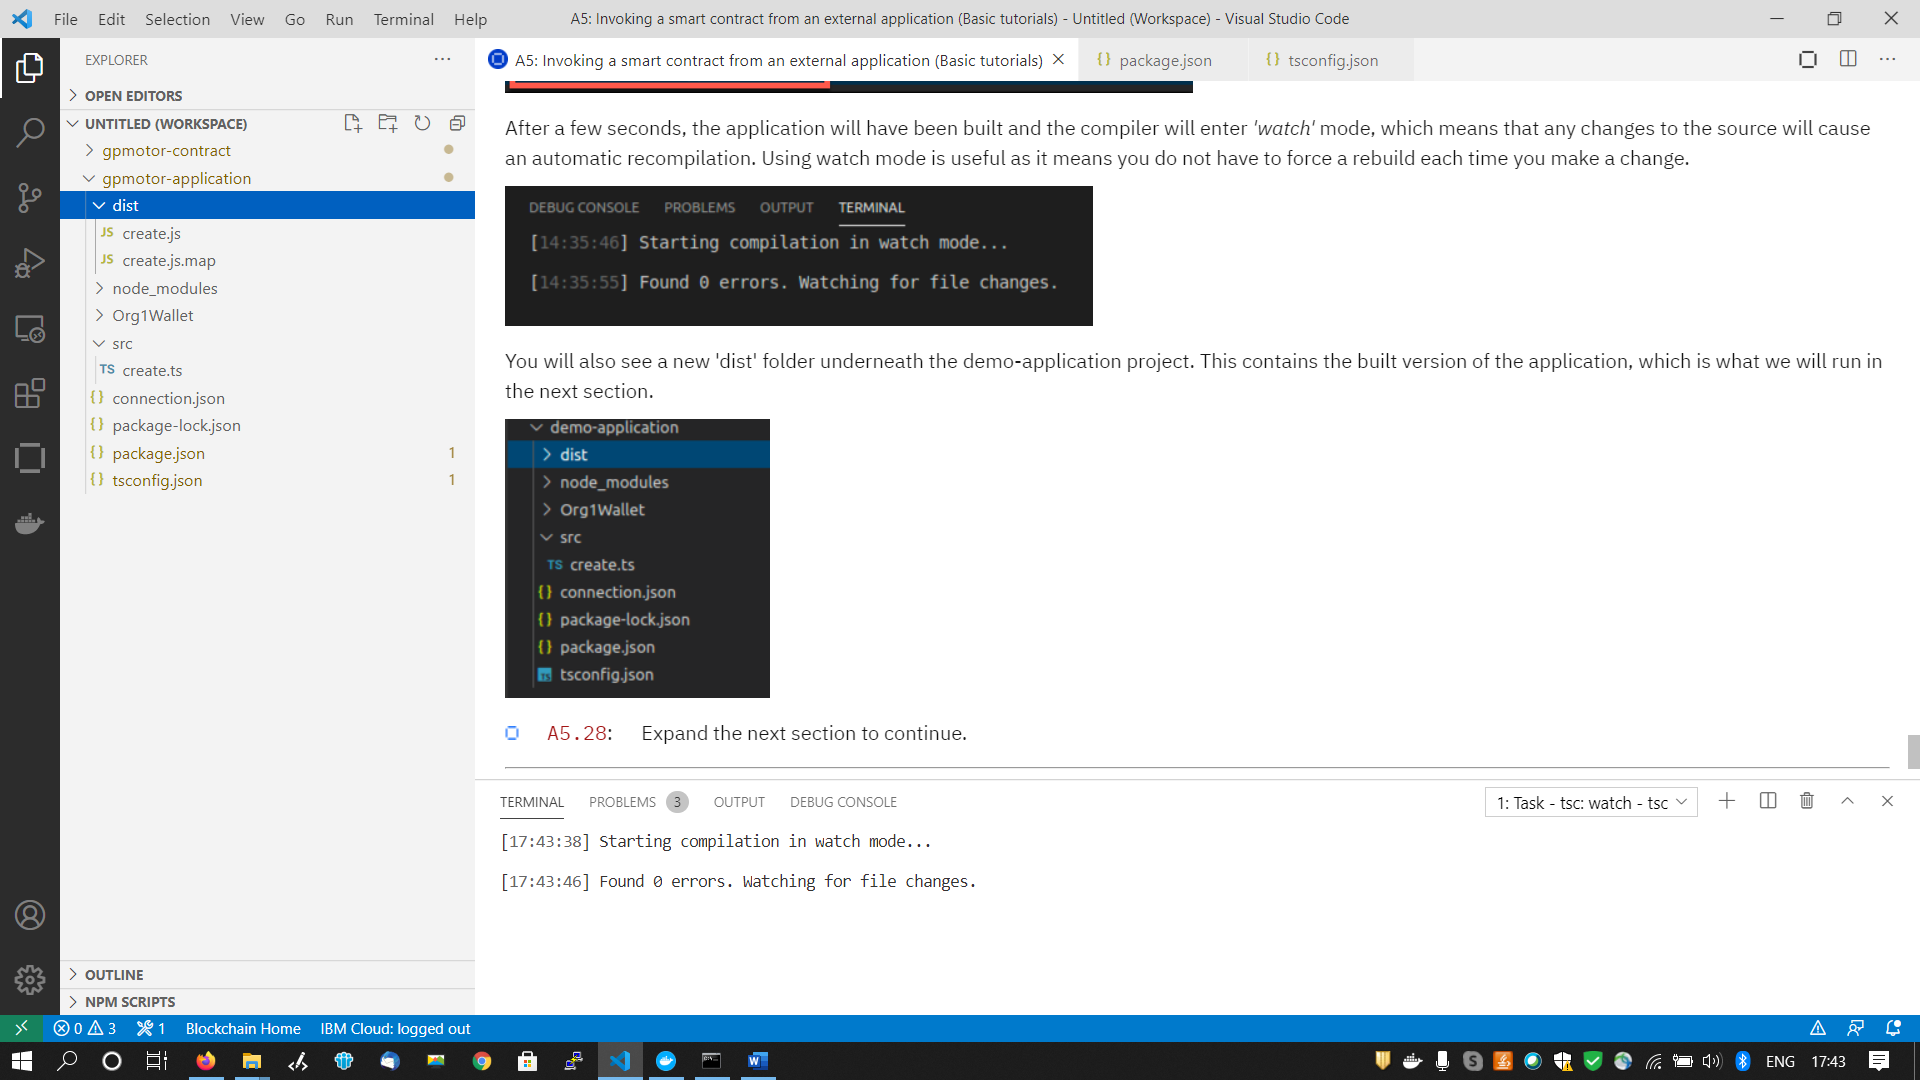 File Edit Selection View Go Run Terminal Help
A5: Invoking a smart contract from an external application (Basic tutorials) - Untitled (Workspace) - Visual Studio Code
EXPLORER
OPEN EDITORS
UNTITLED (WORKSPACE)
gpmotor-contract
gpmotor-application
dist
JS create.js
JS create.js.map
node_modules
Org1Wallet
src
TS create.ts
{} connection.json
{} package-lock.json
{} package.json 1
{} tsconfig.json 1
OUTLINE
NPM SCRIPTS
A5: Invoking a smart contract from an external application (Basic tutorials)
{} package.json
{} tsconfig.json
After a few seconds, the application will have been built and the compiler will enter 'watch' mode, which means that any changes to the source will cause
an automatic recompilation. Using watch mode is useful as it means you do not have to force a rebuild each time you make a change.
DEBUG CONSOLE PROBLEMS OUTPUT TERMINAL
[14:35:46] Starting compilation in watch mode...
[14:35:55] Found 0 errors. Watching for file changes.
You will also see a new 'dist' folder underneath the demo-application project. This contains the built version of the application, which is what we will run in
the next section.
demo-application
dist
node_modules
Org1Wallet
src
TS create.ts
{} connection.json
{} package-lock.json
{} package.json
TS tsconfig.json
A5.28: Expand the next section to continue.
TERMINAL PROBLEMS 3 OUTPUT DEBUG CONSOLE
1: Task - tsc: watch - tsc
[17:43:38] Starting compilation in watch mode...
[17:43:46] Found 0 errors. Watching for file changes.
0 3 1 Blockchain Home IBM Cloud: logged out
ENG 17:43